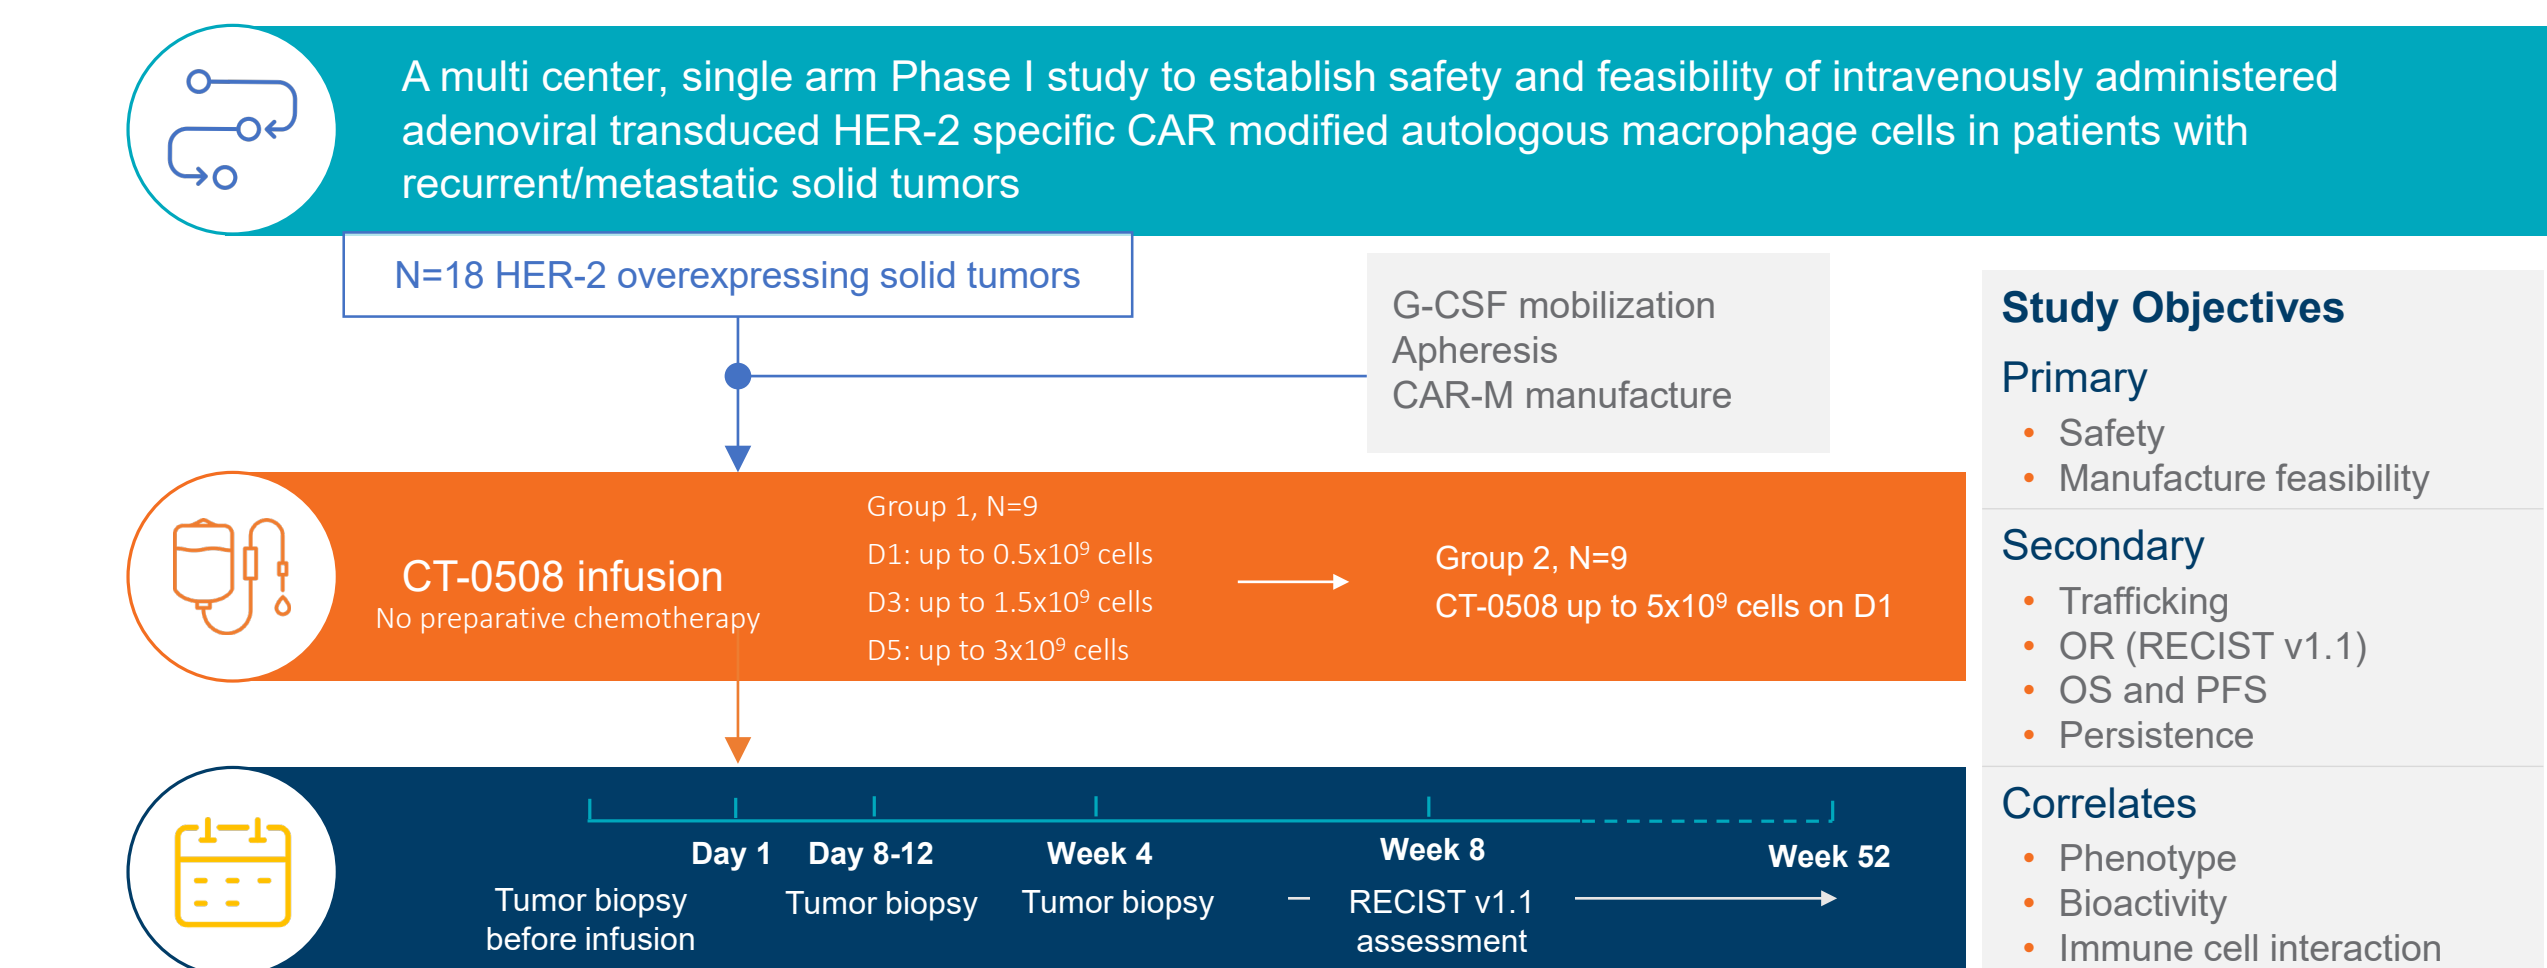 A multi center, single arm Phase I study to establish safety and feasibility of intravenously administered
adenoviral transduced HER-2 specific CAR modified autologous macrophage cells in patients with
recurrent/metastatic solid tumors
N=18 HER-2 overexpressing solid tumors
G-CSF mobilization
Apheresis
CAR-M manufacture
CT-0508 infusion
No preparative chemotherapy
Group 1, N=9
D1: up to 0.5x10⁹ cells
D3: up to 1.5x10⁹ cells
D5: up to 3x10⁹ cells
Group 2, N=9
CT-0508 up to 5x10⁹ cells on D1
Day 1
Day 8-12
Week 4
Week 8
Week 52
Tumor biopsy
before infusion
Tumor biopsy
Tumor biopsy
RECIST v1.1
assessment
Study Objectives
Primary
• Safety
• Manufacture feasibility
Secondary
• Trafficking
• OR (RECIST v1.1)
• OS and PFS
• Persistence
Correlates
• Phenotype
• Bioactivity
• Immune cell interaction